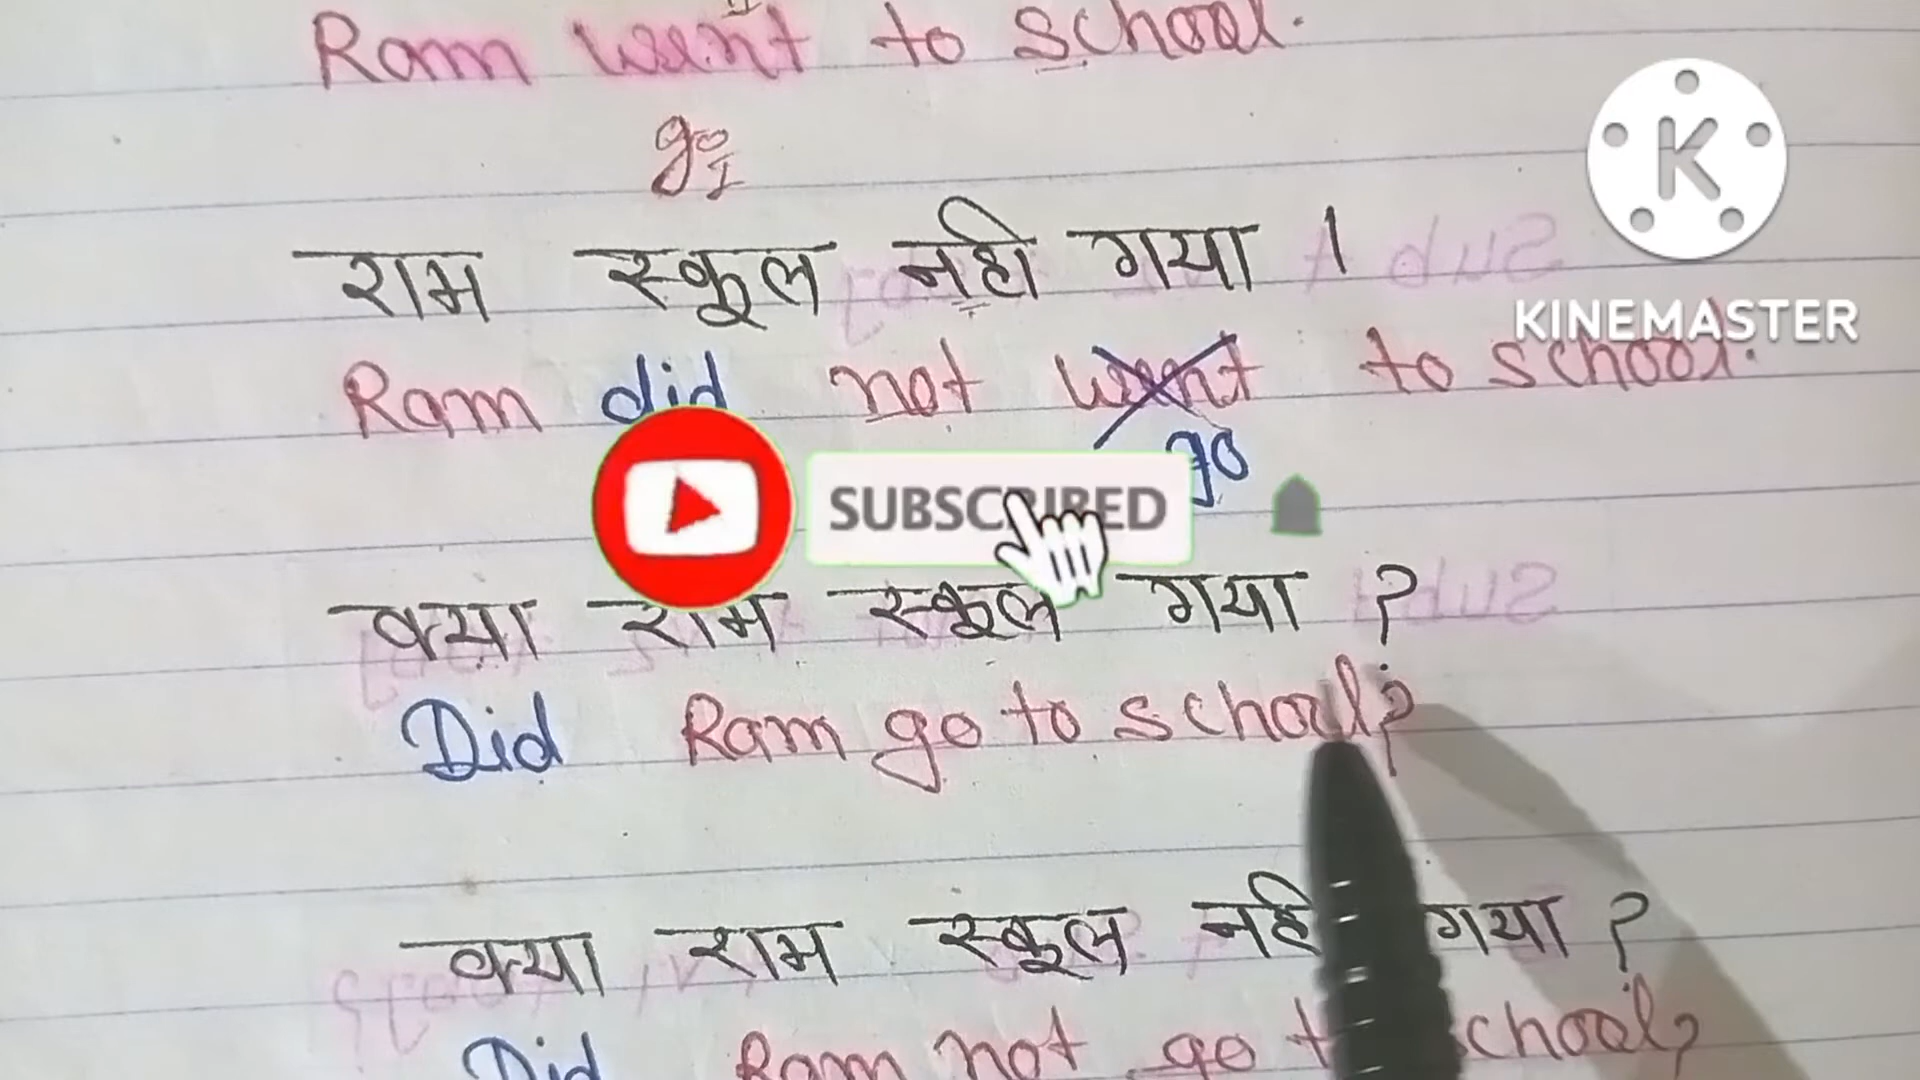 Ram went to school.
go I
राम स्कूल नही गया ।
Ram did not went to school.
go
SUBSCRIBED
क्या राम स्कूल गया ?
Did Ram go to school?
क्या राम स्कूल नही गया ?
Did Ram not go to school?
KINEMASTER